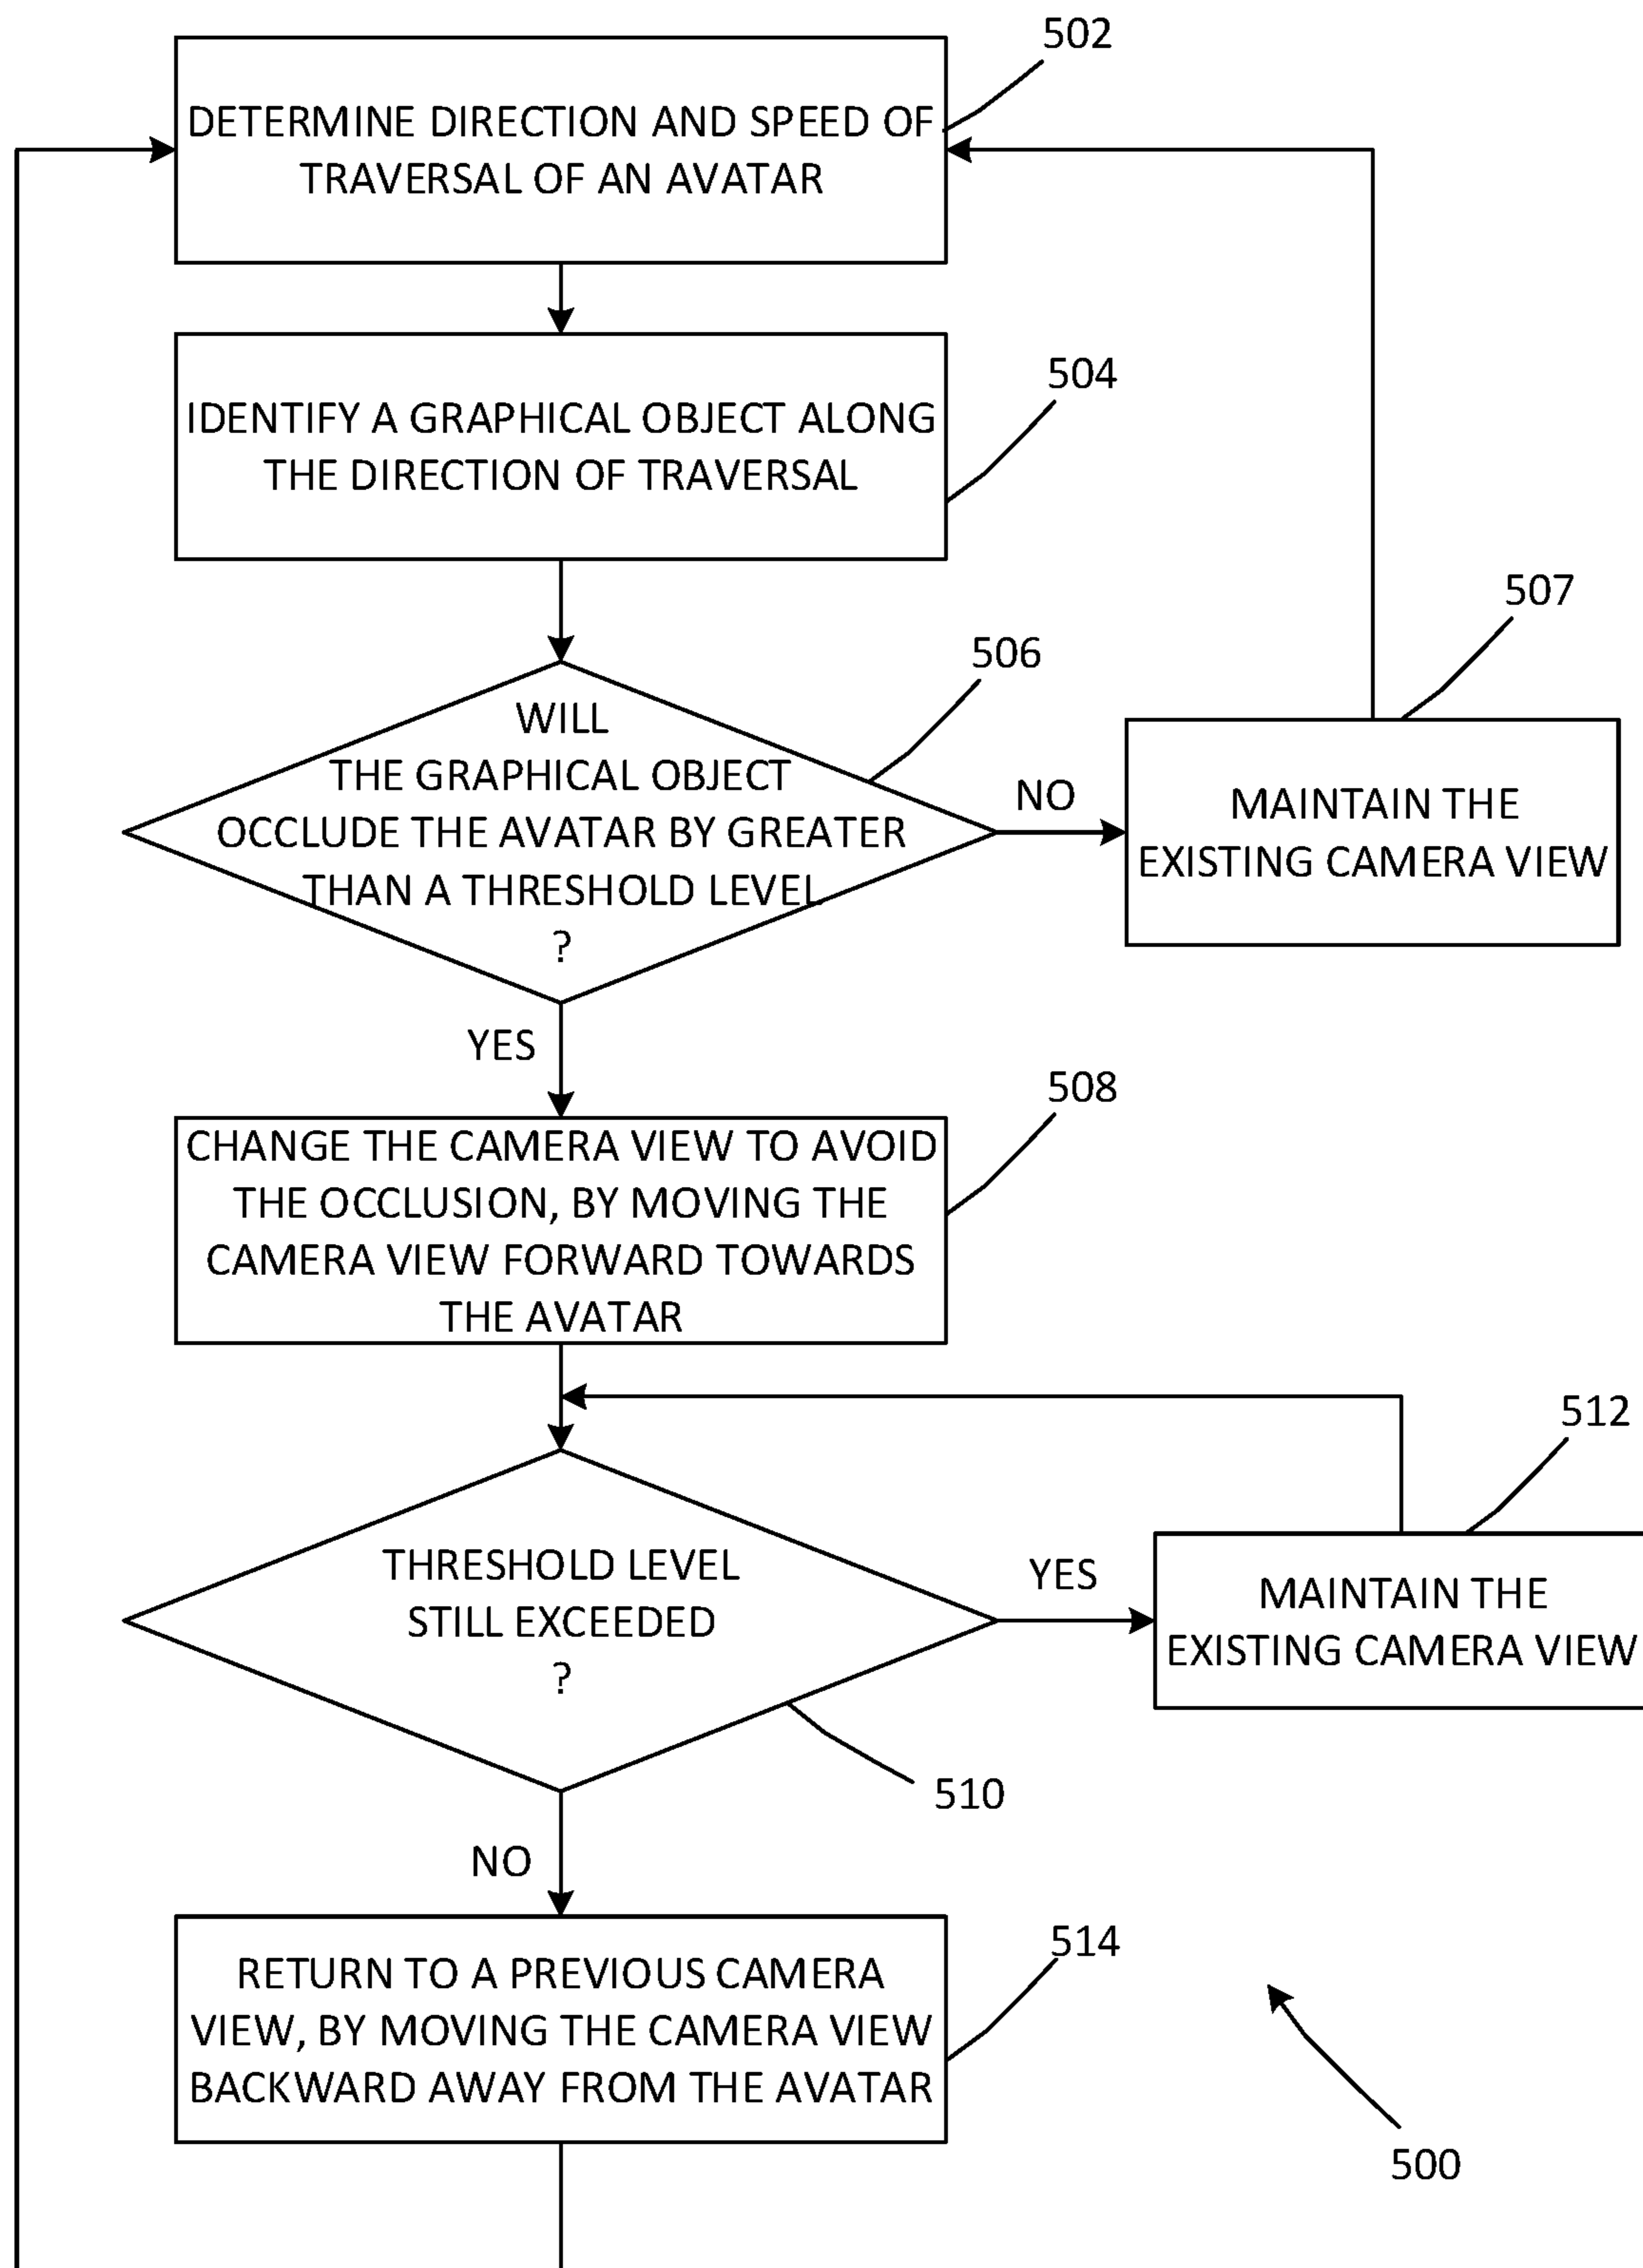 502
DETERMINE DIRECTION AND SPEED OF
TRAVERSAL OF AN AVATAR
504
IDENTIFY A GRAPHICAL OBJECT ALONG
THE DIRECTION OF TRAVERSAL
506
WILL
THE GRAPHICAL OBJECT
OCCLUDE THE AVATAR BY GREATER
THAN A THRESHOLD LEVEL
?
NO
507
MAINTAIN THE
EXISTING CAMERA VIEW
YES
508
CHANGE THE CAMERA VIEW TO AVOID
THE OCCLUSION, BY MOVING THE
CAMERA VIEW FORWARD TOWARDS
THE AVATAR
THRESHOLD LEVEL
STILL EXCEEDED
?
510
YES
512
MAINTAIN THE
EXISTING CAMERA VIEW
NO
514
RETURN TO A PREVIOUS CAMERA
VIEW, BY MOVING THE CAMERA VIEW
BACKWARD AWAY FROM THE AVATAR
500